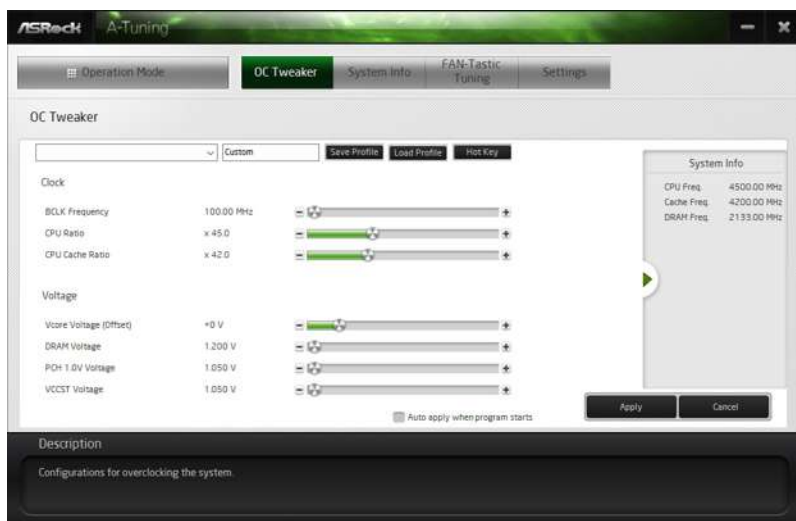 ASRock A-Tuning
Operation Mode OC Tweaker System Info FAN-Tastic Tuning Settings
OC Tweaker
Custom Save Profile Load Profile Hot Key
System Info
Clock
CPU Freq. 4500.00 MHz
Cache Freq. 4200.00 MHz
DRAM Freq. 2133.00 MHz
BCLK Frequency 100.00 MHz
CPU Ratio x 45.0
CPU Cache Ratio x 42.0
Voltage
Vcore Voltage (Offset) +0 V
DRAM Voltage 1.200 V
PCH 1.0V Voltage 1.050 V
VCCST Voltage 1.050 V
Auto apply when program starts
Apply Cancel
Description
Configurations for overclocking the system.